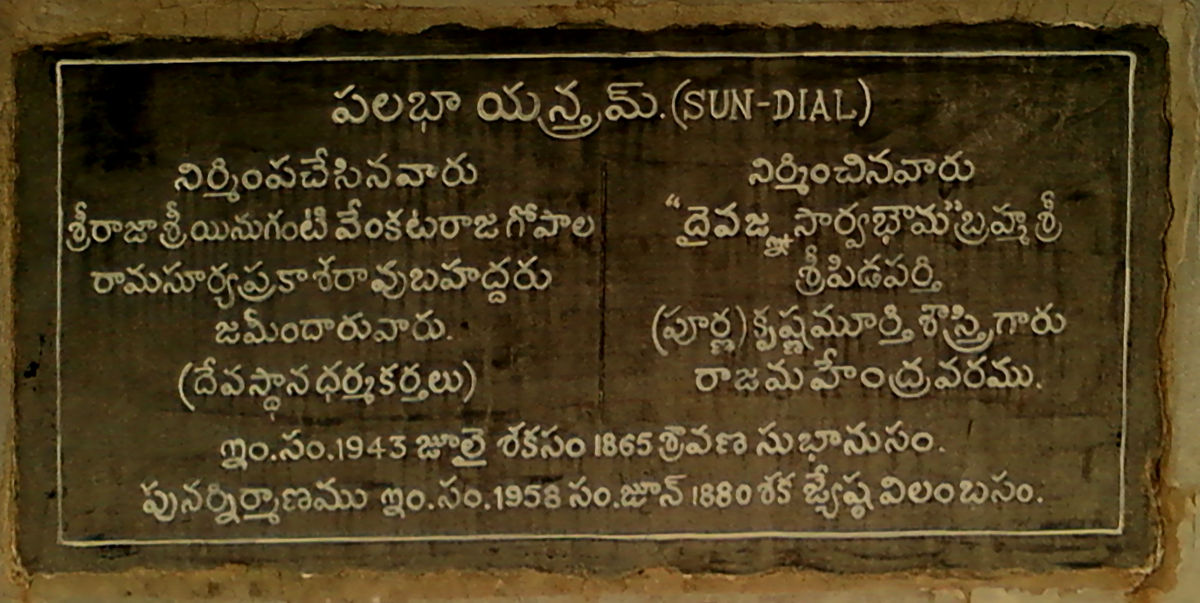 పలభా యన్త్రమ్.(SUN-DIAL)
నిర్మింపచేసినవారు
శ్రీరాజా శ్రీ యినుగంటి వేంకటరాజ గోపాల
రామసూర్యప్రకాశరావు బహద్దరు
జమీందారువారు.
(దేవస్థాన ధర్మకర్తలు)
నిర్మించినవారు
"దైవజ్ఞ సార్వభౌమ" బ్రహ్మశ్రీ
శ్రీపిడపర్తి
(పూర్ణ) కృష్ణమూర్తి శాస్త్రిగారు
రాజమహేంద్రవరము.
ఇం.సం.1943 జూలై శకసం 1865 శ్రావణ సుభానుసం.
పునర్నిర్మాణము ఇం.సం.1958 సం.జూన్ 1880 శక జ్యేష్ఠ విలంబసం.